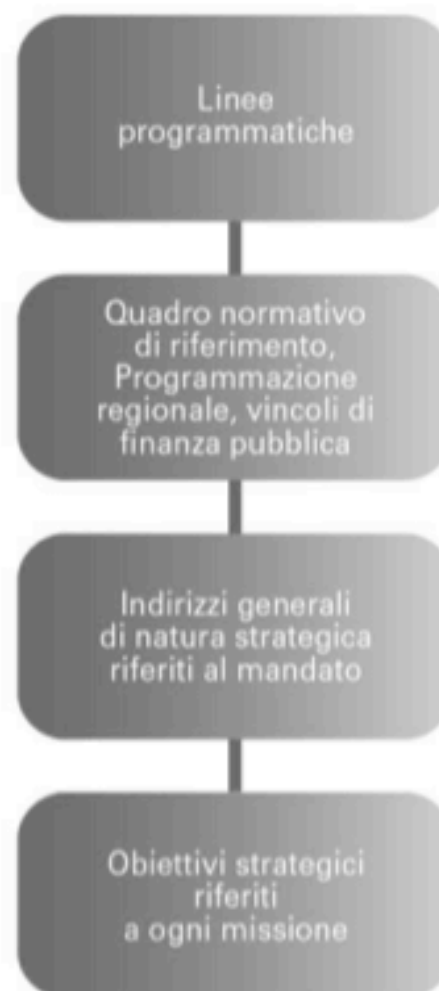 Linee
programmatiche
Quadro normativo
di riferimento,
Programmazione
regionale, vincoli di
finanza pubblica
Indirizzi generali
di natura strategica
riferiti al mandato
Obiettivi strategici
riferiti
a ogni missione